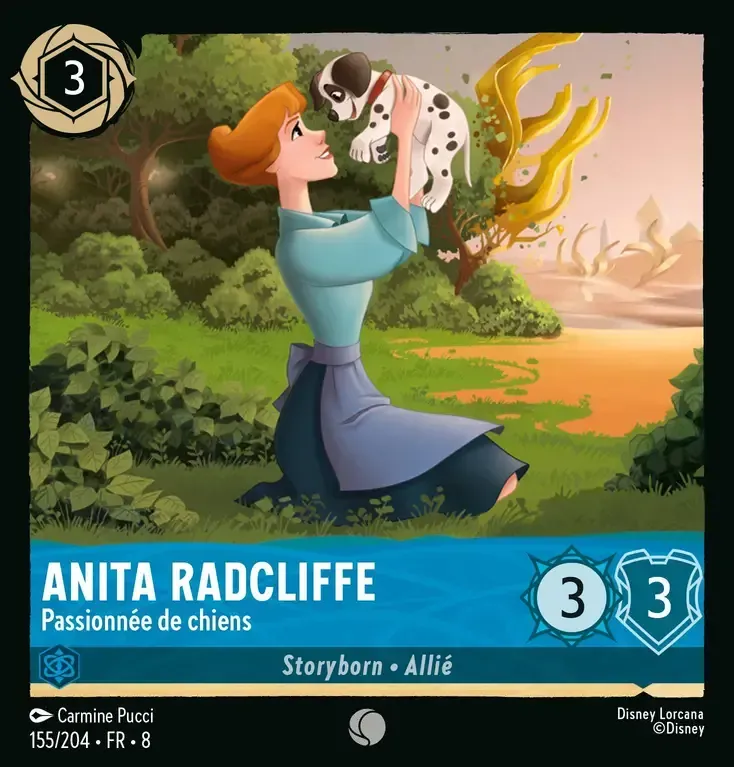 3
ANITA RADCLIFFE
Passionnée de chiens
3
3
Storyborn • Allié
Carmine Pucci
155/204 • FR • 8
Disney Lorcana
©Disney